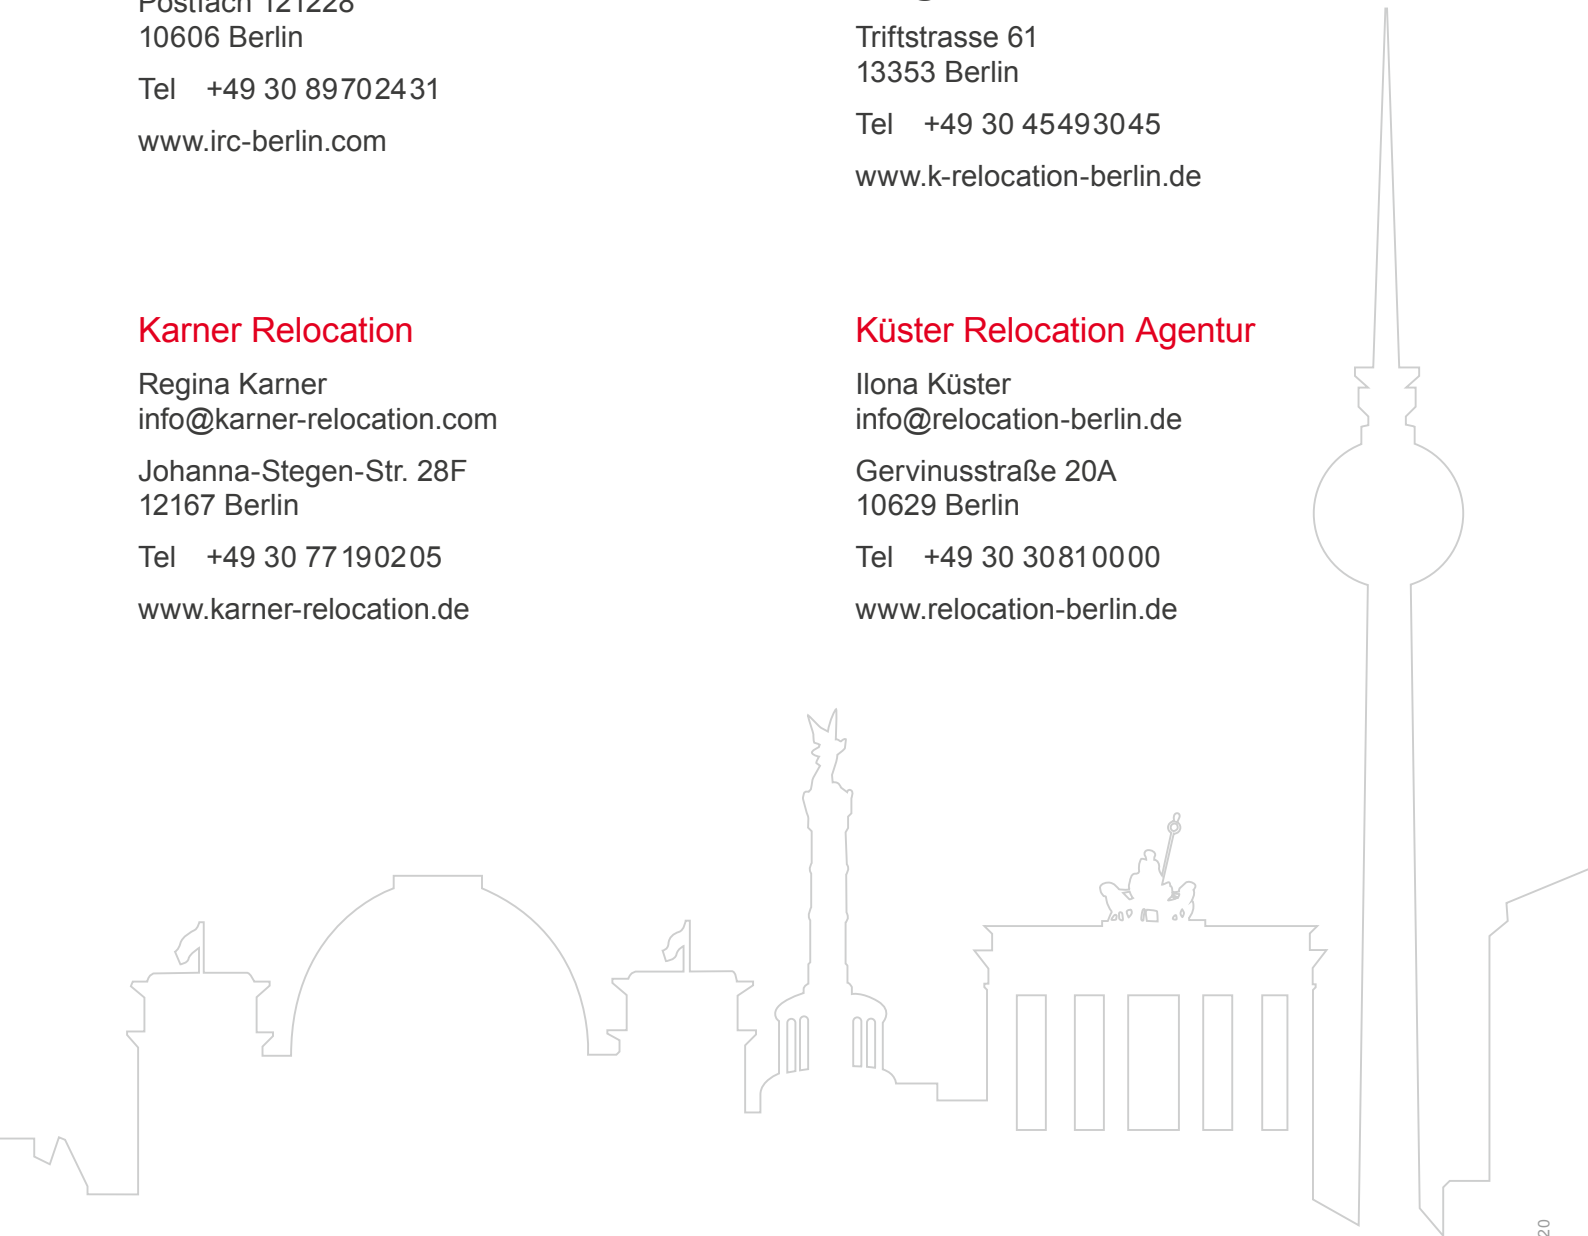 Postfach 121228
10606 Berlin
Tel +49 30 89702431
www.irc-berlin.com
Triftstrasse 61
13353 Berlin
Tel +49 30 45493045
www.k-relocation-berlin.de
Karner Relocation
Regina Karner
info@karner-relocation.com
Johanna-Stegen-Str. 28F
12167 Berlin
Tel +49 30 77190205
www.karner-relocation.de
Küster Relocation Agentur
Ilona Küster
info@relocation-berlin.de
Gervinusstraße 20A
10629 Berlin
Tel +49 30 30810000
www.relocation-berlin.de
20